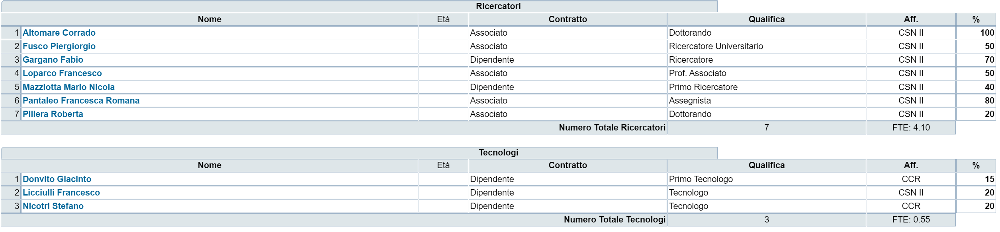 Ricercatori
Nome Età Contratto Qualifica Aff. %
1 Altomare Corrado Associato Dottorando CSN II 100
2 Fusco Piergiorgio Associato Ricercatore Universitario CSN II 50
3 Gargano Fabio Dipendente Ricercatore CSN II 70
4 Loparco Francesco Associato Prof. Associato CSN II 50
5 Mazziotta Mario Nicola Dipendente Primo Ricercatore CSN II 40
6 Pantaleo Francesca Romana Associato Assegnista CSN II 80
7 Pillera Roberta Associato Dottorando CSN II 20
Numero Totale Ricercatori 7 FTE: 4.10
Tecnologi
Nome Età Contratto Qualifica Aff. %
1 Donvito Giacinto Dipendente Primo Tecnologo CCR 15
2 Licciulli Francesco Dipendente Tecnologo CSN II 20
3 Nicotri Stefano Dipendente Tecnologo CCR 20
Numero Totale Tecnologi 3 FTE: 0.55